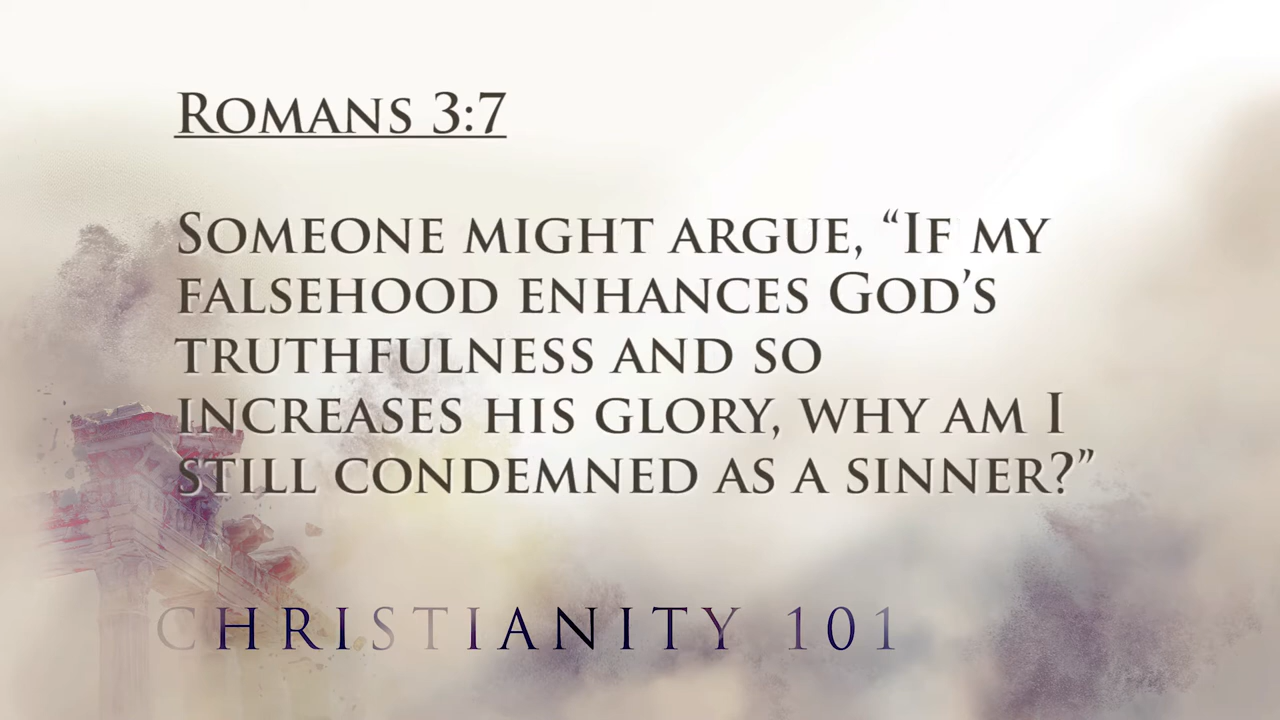 Romans 3:7
Someone might argue, “If my
falsehood enhances God’s
truthfulness and so
increases his glory, why am I
still condemned as a sinner?”
CHRISTIANITY 101